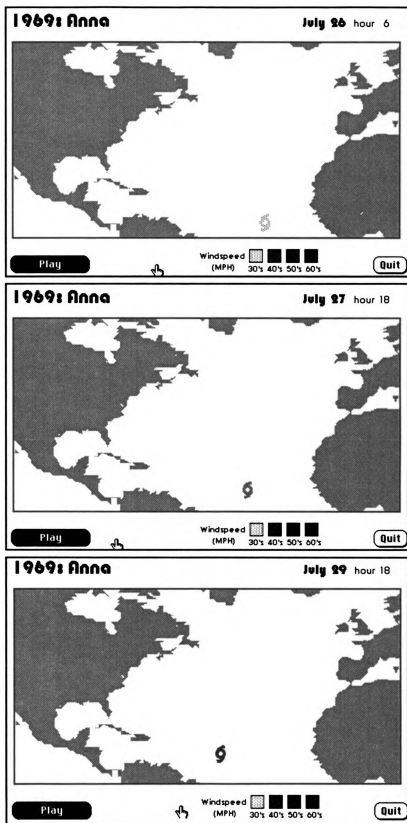 1969: Anna July 26 hour 6
Windspeed
(MPH) 30's 40's 50's 60's
Play Quit
1969: Anna July 27 hour 18
Windspeed
(MPH) 30's 40's 50's 60's
Play Quit
1969: Anna July 29 hour 18
Windspeed
(MPH) 30's 40's 50's 60's
Play Quit